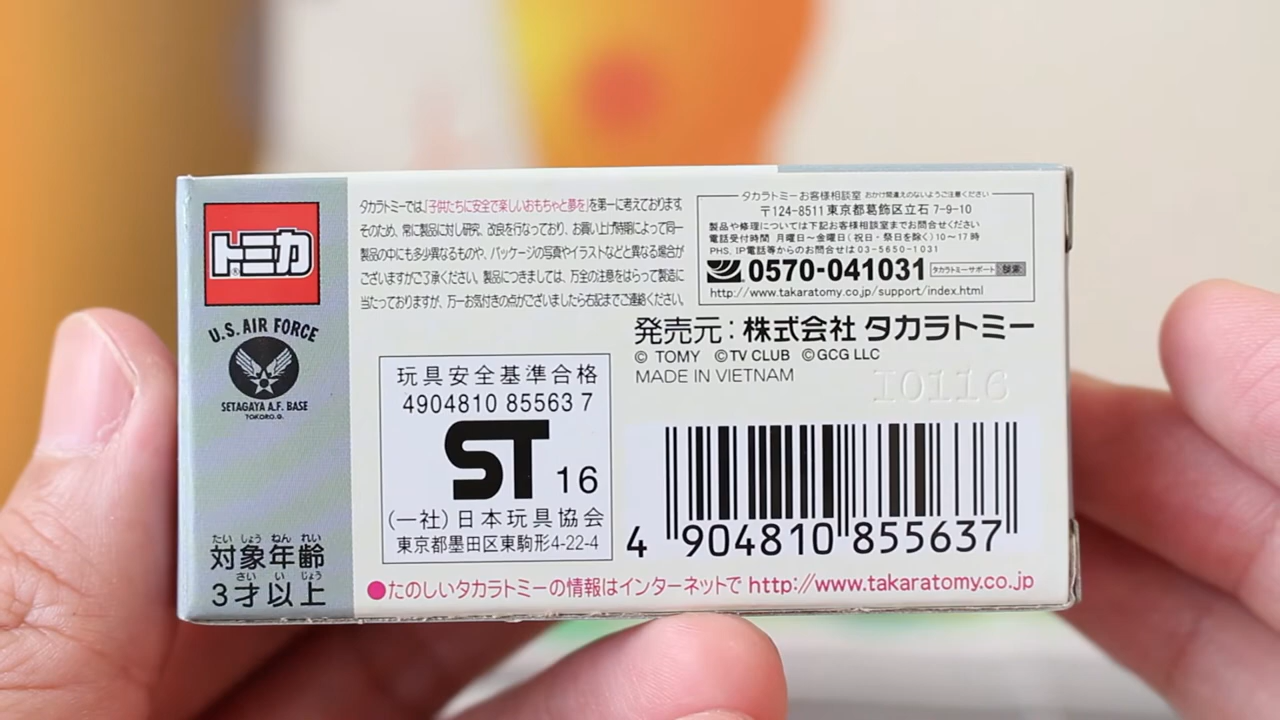 トミカ
®
U.S. AIR FORCE
SETAGAYA A.F. BASE
TOKORO.G.
たい しょう ねん れい
対象年齢
さい い じょう
3才以上
タカラトミーでは、「子供たちに安全で楽しいおもちゃと夢を」を第一に考えております。
そのため、常に製品に対し研究、改良を行なっており、お買い上げ時期によって同一
製品の中にも多少異なるものや、パッケージの写真やイラストなどと異なる場合が
ございますがご了承ください。製品につきましては、万全の注意をはらって製造に
当たっておりますが、万一お気付きの点がございましたら右記までご連絡ください。
タカラトミーお客様相談室 おかけ間違えのないようご注意ください
〒124-8511 東京都葛飾区立石 7-9-10
製品や修理については下記お客様相談室までお問合せください
電話受付時間 月曜日〜金曜日(祝日・祭日を除く)10〜17時
PHS、IP電話等からのお問合せは 03-5650-1031
0570-041031 タカラトミーサポート 検索
http://www.takaratomy.co.jp/support/index.html
発売元：株式会社 タカラトミー
© TOMY ©TV CLUB ©GCG LLC
MADE IN VIETNAM
I0116
玩具安全基準合格
4904810 85563 7
ST 16
(一社)日本玩具協会
東京都墨田区東駒形4-22-4
4 904810 855637
●たのしいタカラトミーの情報はインターネットで http://www.takaratomy.co.jp